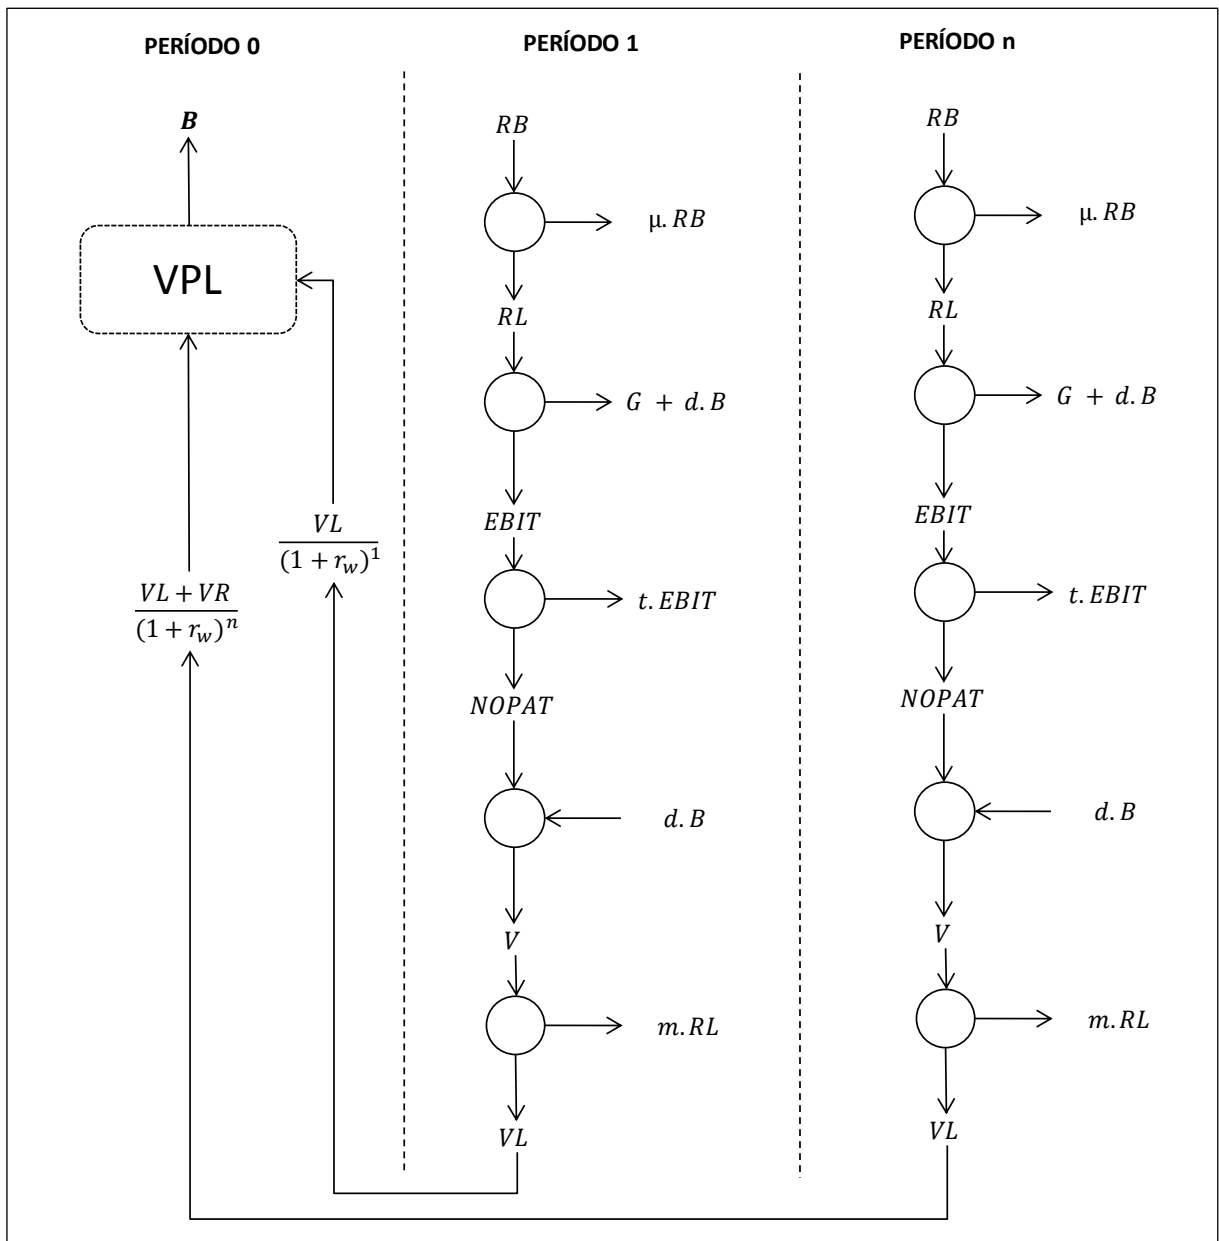 PERÍODO 0
B
VPL
VL
(1 + r_w)^1
VL + VR
(1 + r_w)^n
PERÍODO 1
RB
μ. RB
RL
G + d. B
EBIT
t. EBIT
NOPAT
d. B
V
m. RL
VL
PERÍODO n
RB
μ. RB
RL
G + d. B
EBIT
t. EBIT
NOPAT
d. B
V
m. RL
VL